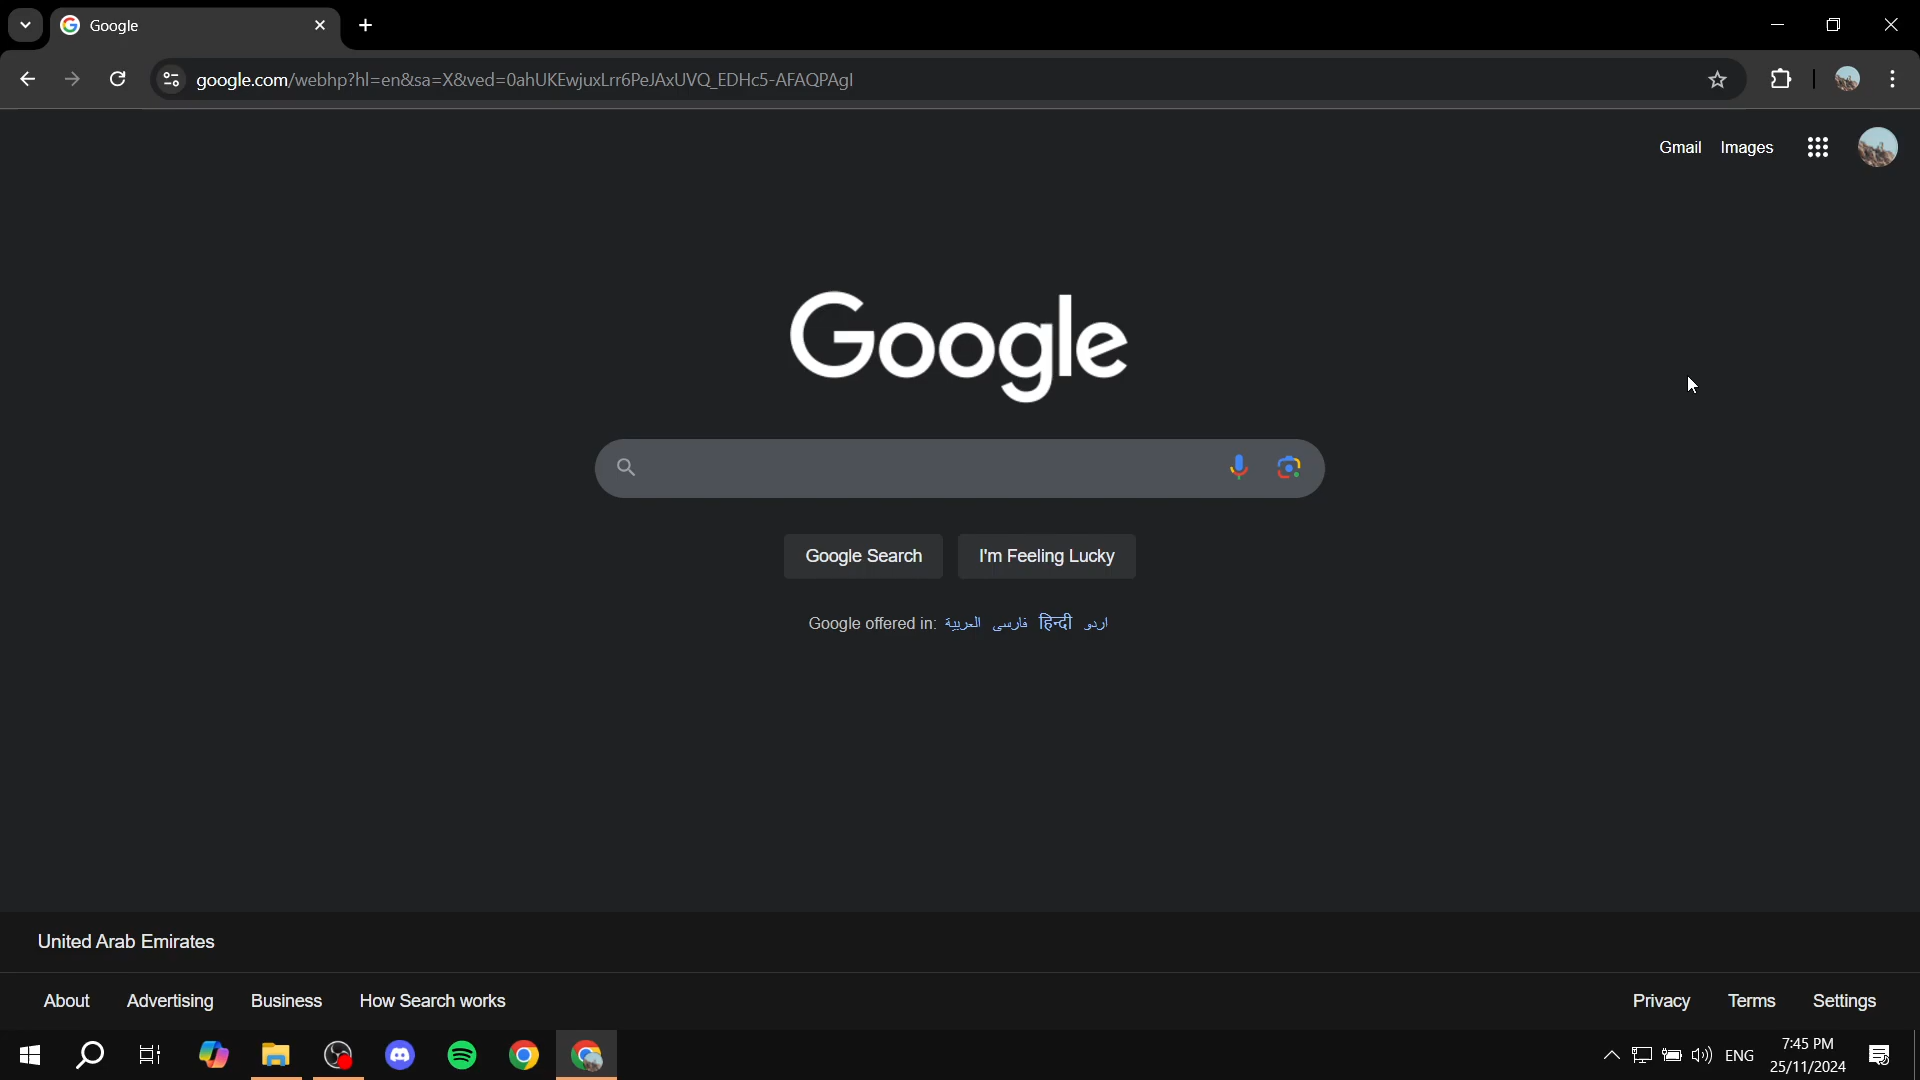 Google
google.com/webhp?hl=en&sa=X&ved=0ahUKEwjuxLrr6PeJAxUVQ_EDHc5-AFAQPAgI
Gmail Images
Google
Google Search I'm Feeling Lucky
Google offered in: العربية فارسی हिन्दी اردو
United Arab Emirates
About Advertising Business How Search works Privacy Terms Settings
ENG 7:45 PM
25/11/2024